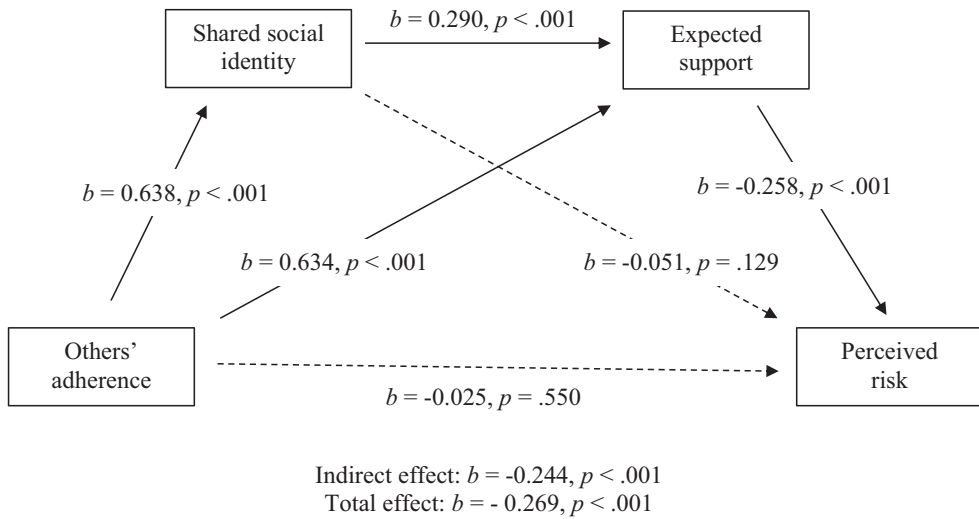 b = 0.290, p < .001
Shared social
identity
Expected
support
b = 0.638, p < .001
b = -0.258, p < .001
b = 0.634, p < .001
b = -0.051, p = .129
Others’
adherence
Perceived
risk
b = -0.025, p = .550
Indirect effect: b = -0.244, p < .001
Total effect: b = - 0.269, p < .001